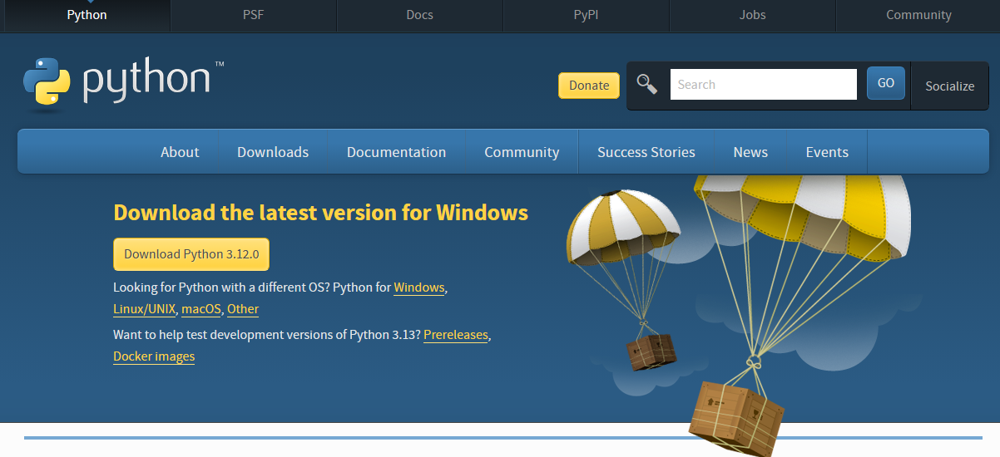 Python PSF Docs PyPI Jobs Community
python™
Donate Search GO Socialize
About Downloads Documentation Community Success Stories News Events
Download the latest version for Windows
Download Python 3.12.0
Looking for Python with a different OS? Python for Windows,
Linux/UNIX, macOS, Other
Want to help test development versions of Python 3.13? Prereleases,
Docker images